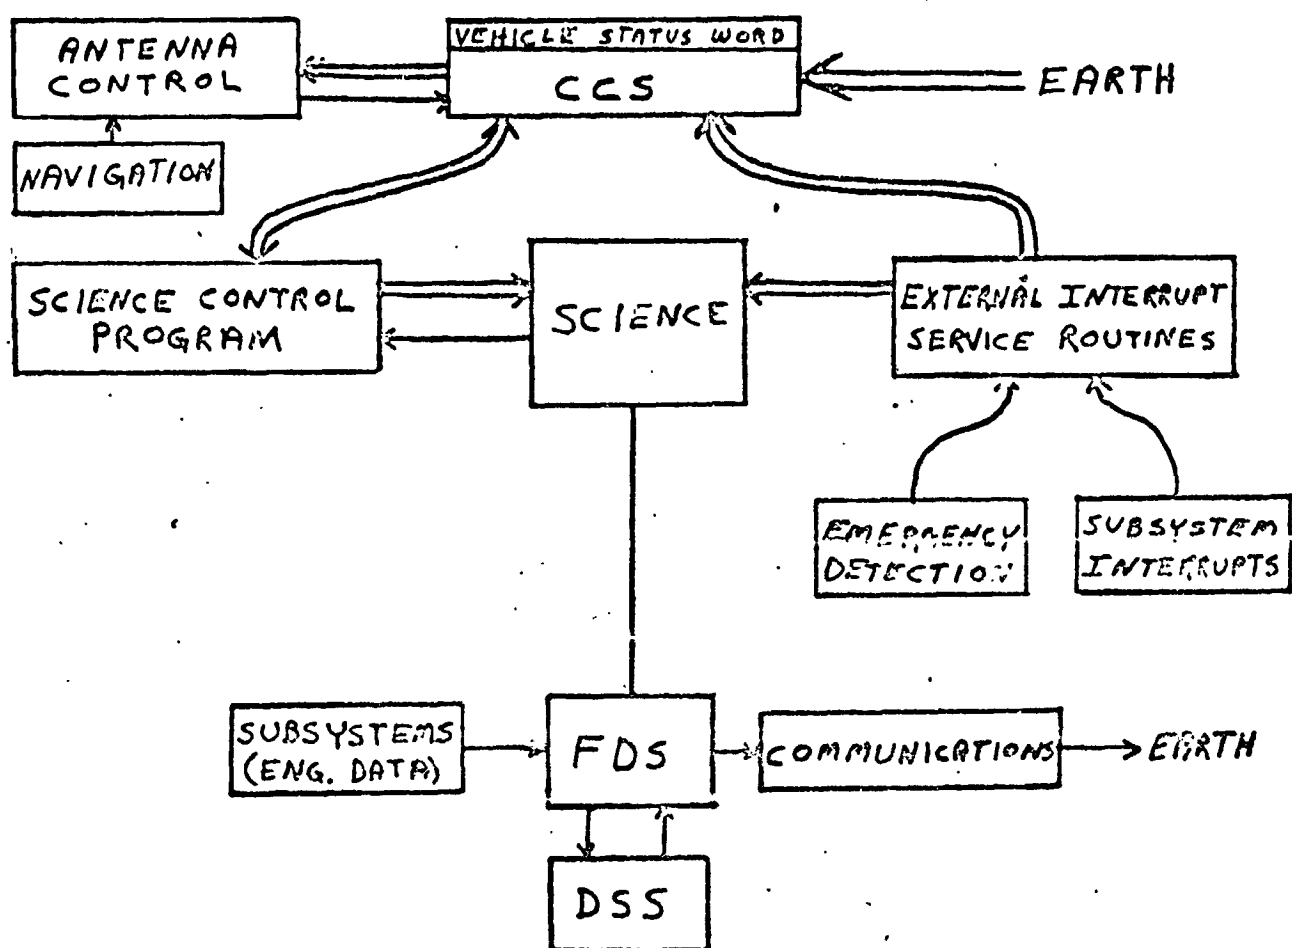 VEHICLE STATUS WORD
ANTENNA
CONTROL
CCS
EARTH
NAVIGATION
SCIENCE CONTROL
PROGRAM
SCIENCE
EXTERNAL INTERRUPT
SERVICE ROUTINES
EMERGENCY
DETECTION
SUBSYSTEM
INTERRUPTS
SUBSYSTEMS
(ENG. DATA)
FDS
COMMUNICATIONS
EARTH
DSS